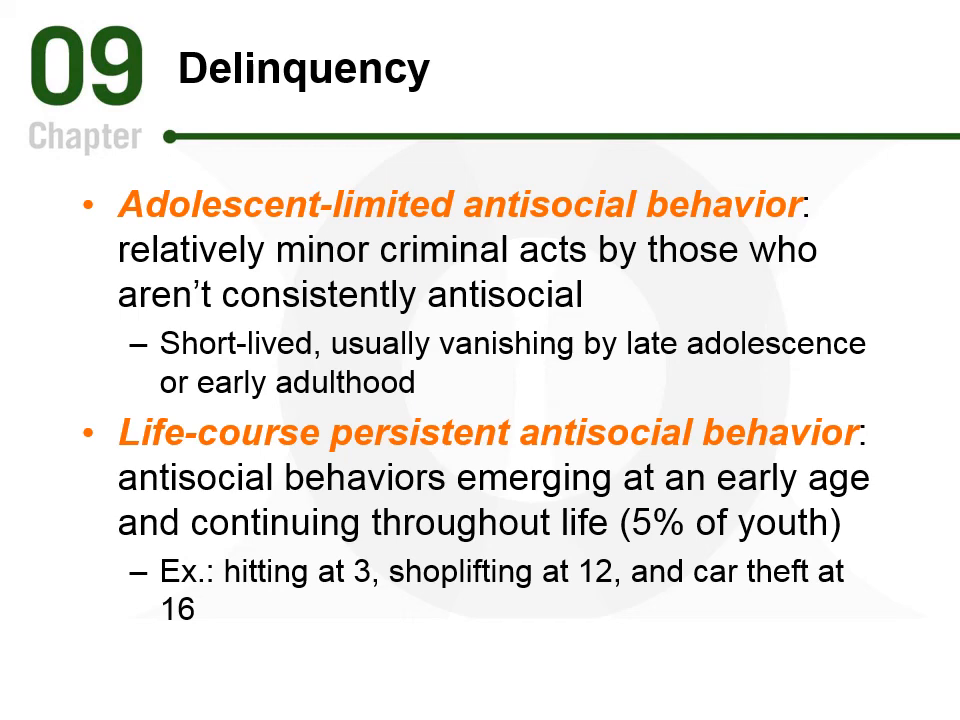 09
Chapter
Delinquency
• Adolescent-limited antisocial behavior:
relatively minor criminal acts by those who
aren’t consistently antisocial
– Short-lived, usually vanishing by late adolescence
or early adulthood
• Life-course persistent antisocial behavior:
antisocial behaviors emerging at an early age
and continuing throughout life (5% of youth)
– Ex.: hitting at 3, shoplifting at 12, and car theft at
16